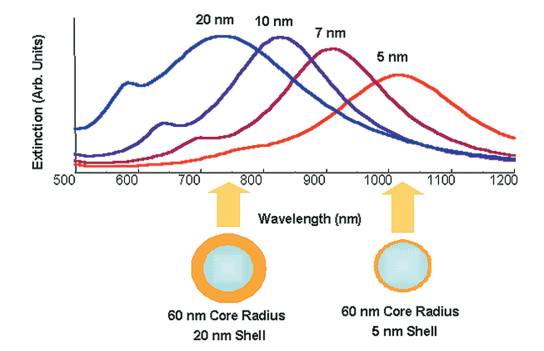 20 nm
10 nm
7 nm
5 nm
Extinction (Arb. Units)
500 600 700 800 900 1000 1100 1200
Wavelength (nm)
60 nm Core Radius
20 nm Shell
60 nm Core Radius
5 nm Shell